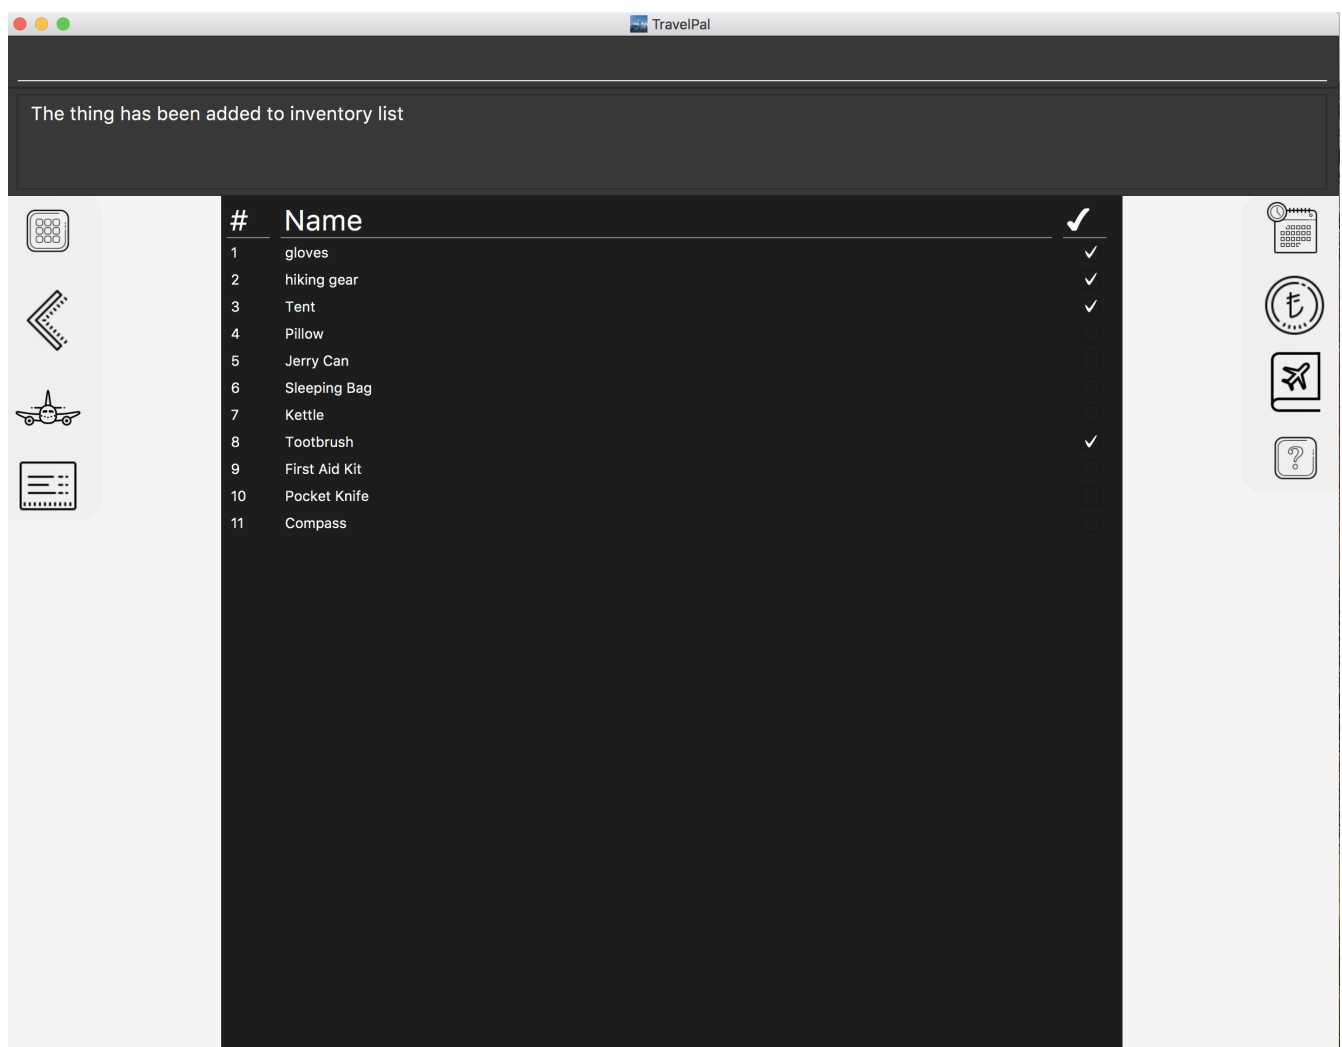 TravelPal
The thing has been added to inventory list
# Name ✓
1 gloves ✓
2 hiking gear ✓
3 Tent ✓
4 Pillow
5 Jerry Can
6 Sleeping Bag
7 Kettle
8 Tootbrush ✓
9 First Aid Kit
10 Pocket Knife
11 Compass
₺
?